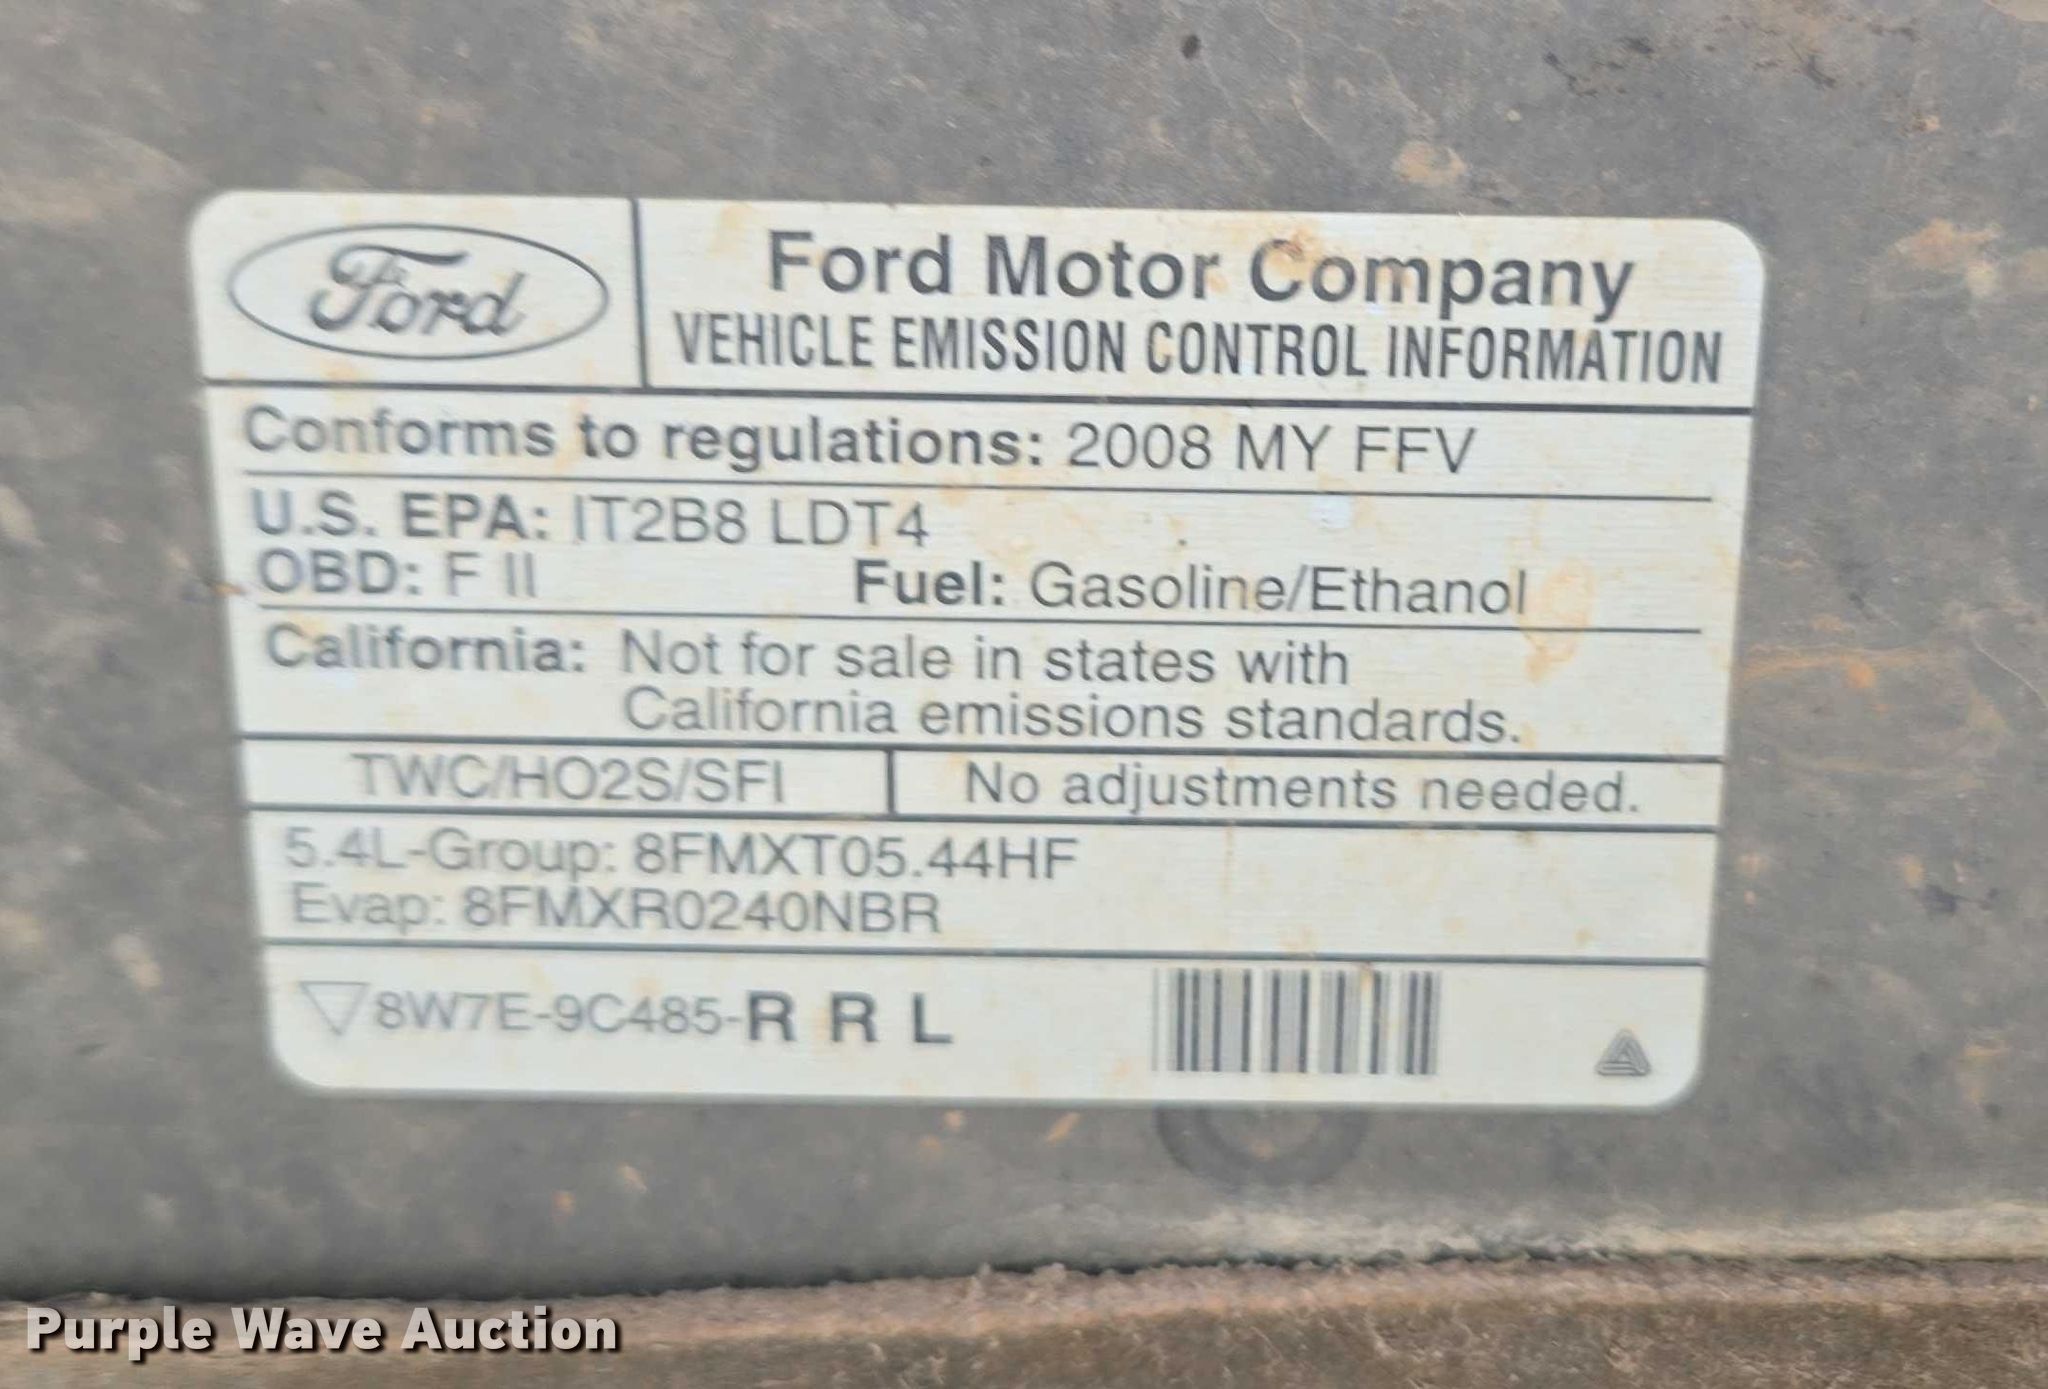 Ford
Ford Motor Company
VEHICLE EMISSION CONTROL INFORMATION
Conforms to regulations: 2008 MY FFV
U.S. EPA: IT2B8 LDT4
OBD: F II Fuel: Gasoline/Ethanol
California: Not for sale in states with
California emissions standards.
TWC/HO2S/SFI No adjustments needed.
5.4L-Group: 8FMXT05.44HF
Evap: 8FMXR0240NBR
8W7E-9C485-R R L
Purple Wave Auction